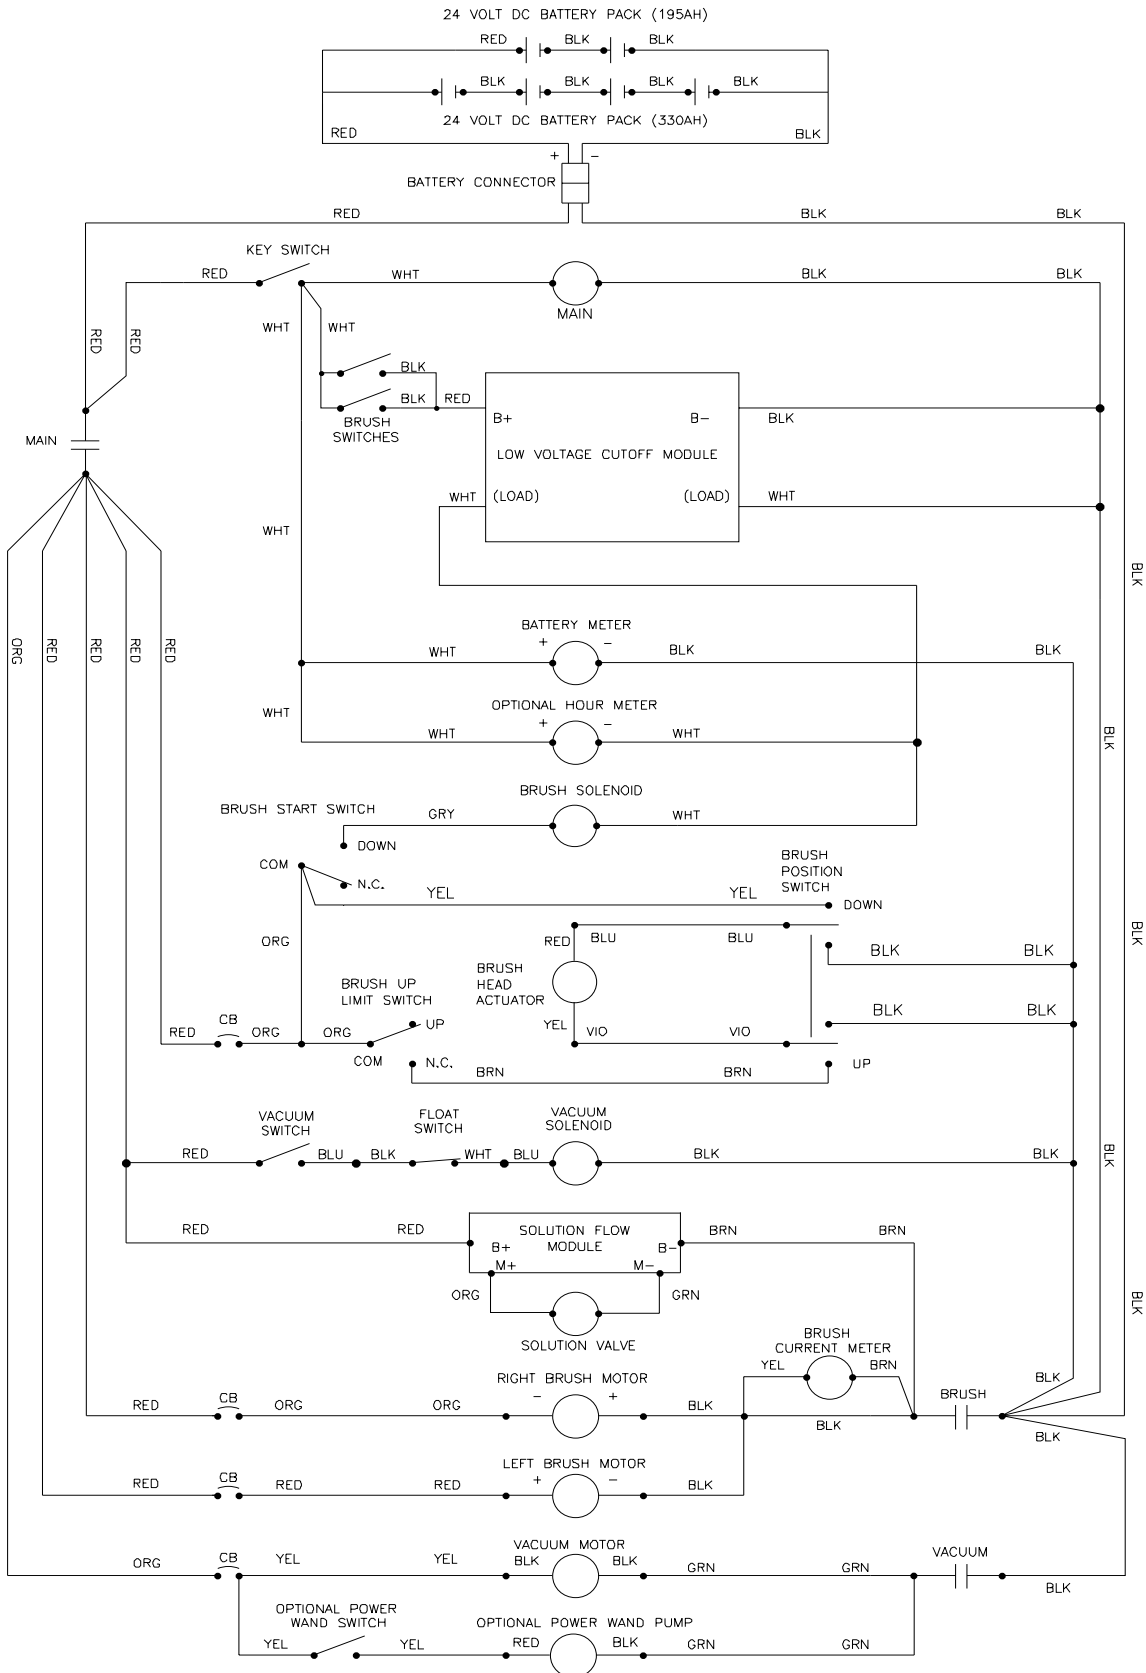 24 VOLT DC BATTERY PACK (195AH)
RED BLK BLK
BLK BLK BLK BLK
24 VOLT DC BATTERY PACK (330AH)
RED BLK
+ −
BATTERY CONNECTOR
RED BLK BLK
KEY SWITCH
RED WHT BLK BLK
MAIN
WHT WHT
RED RED
BLK
BLK RED
BRUSH
SWITCHES
B+ B− BLK
MAIN
LOW VOLTAGE CUTOFF MODULE
WHT (LOAD) (LOAD) WHT
WHT
BLK
BATTERY METER
+ −
WHT BLK BLK
ORG RED RED RED RED
OPTIONAL HOUR METER
WHT
+ −
WHT WHT
BLK
BRUSH SOLENOID
BRUSH START SWITCH
GRY WHT
DOWN
COM
N.C.
BRUSH
POSITION
SWITCH
YEL YEL
DOWN
ORG
RED BLU BLU
BLK BLK
BLK
BRUSH
HEAD
ACTUATOR
BRUSH UP
LIMIT SWITCH
BLK BLK
CB
UP
RED ORG ORG
YEL VIO VIO
COM N.C.
UP
BRN BRN
VACUUM
SWITCH
FLOAT
SWITCH
VACUUM
SOLENOID
RED BLU BLK WHT BLU BLK BLK
BLK
RED RED
SOLUTION FLOW
MODULE
BRN BRN
B+ B−
M+ M−
ORG GRN
BLK
SOLUTION VALVE
BRUSH
CURRENT METER
YEL BRN
RIGHT BRUSH MOTOR
− +
BLK
CB
BRUSH
RED ORG ORG BLK
BLK
BLK
LEFT BRUSH MOTOR
+ −
CB
RED RED RED BLK
VACUUM MOTOR
VACUUM
CB
ORG YEL YEL BLK BLK GRN GRN
BLK
OPTIONAL POWER
WAND SWITCH
OPTIONAL POWER WAND PUMP
YEL YEL RED BLK GRN GRN